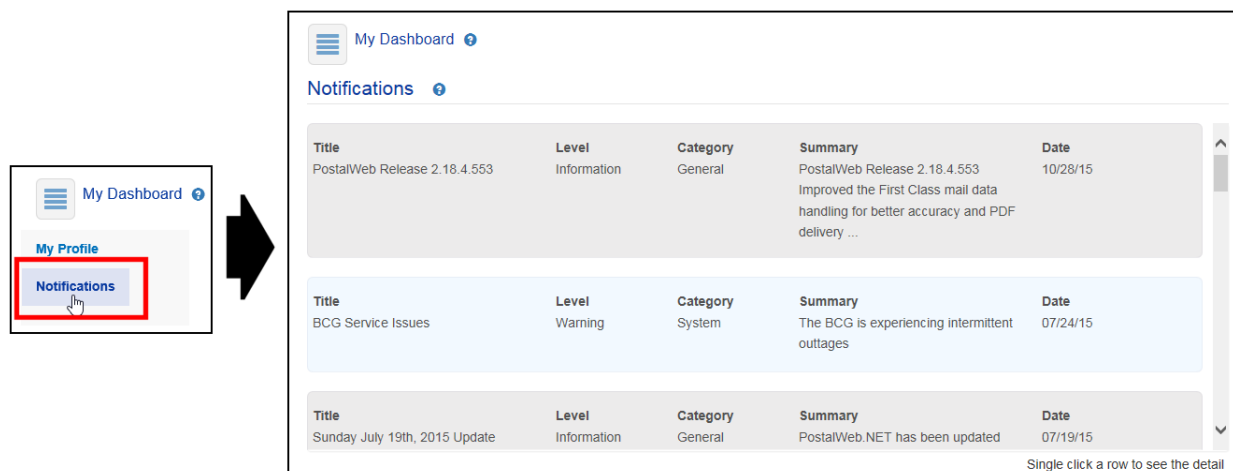 My Dashboard
My Profile
Notifications
My Dashboard
Notifications
Title Level Category Summary Date
PostalWeb Release 2.18.4.553 Information General PostalWeb Release 2.18.4.553 10/28/15
Improved the First Class mail data
handling for better accuracy and PDF
delivery ...
Title Level Category Summary Date
BCG Service Issues Warning System The BCG is experiencing intermittent 07/24/15
outtages
Title Level Category Summary Date
Sunday July 19th, 2015 Update Information General PostalWeb.NET has been updated 07/19/15
Single click a row to see the detail